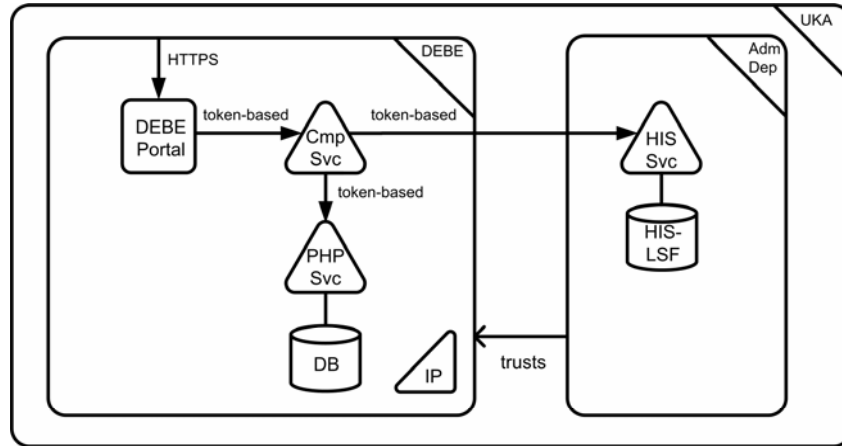 UKA
DEBE
Adm
Dep
HTTPS
token-based
token-based
DEBE
Portal
Cmp
Svc
HIS
Svc
token-based
HIS-
LSF
PHP
Svc
DB
IP
trusts